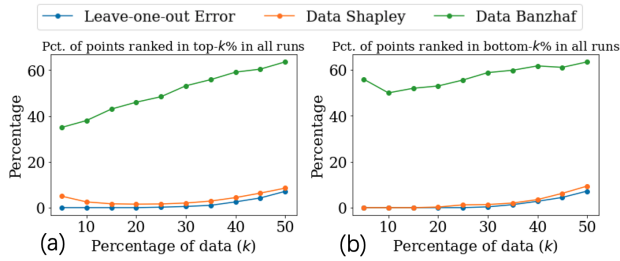 Leave-one-out Error Data Shapley Data Banzhaf
Pct. of points ranked in top-k% in all runs
Percentage
60
40
20
0
10 20 30 40 50
(a) Percentage of data (k)
Pct. of points ranked in bottom-k% in all runs
60
40
20
0
10 20 30 40 50
(b) Percentage of data (k)